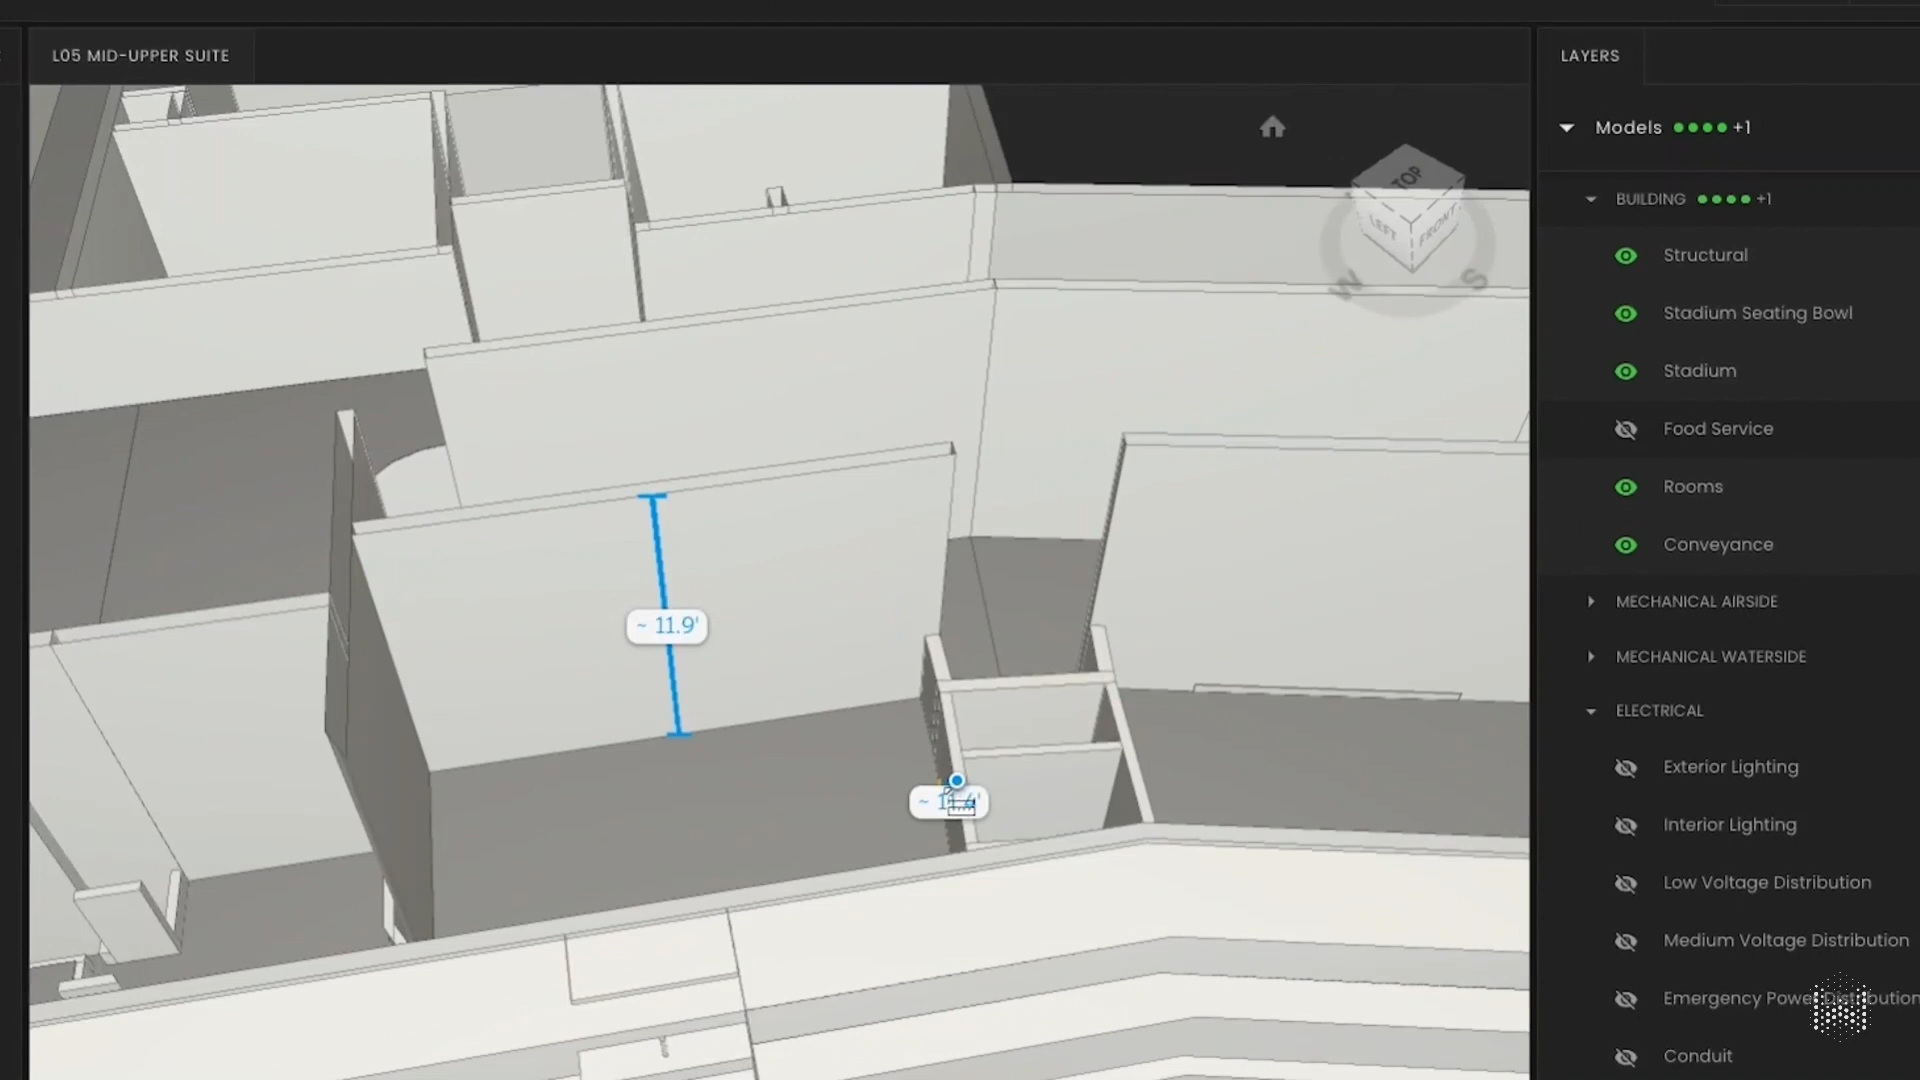 L05 MID-UPPER SUITE
LAYERS
Models +1
BUILDING +1
Structural
Stadium Seating Bowl
Stadium
Food Service
Rooms
Conveyance
MECHANICAL AIRSIDE
MECHANICAL WATERSIDE
ELECTRICAL
Exterior Lighting
Interior Lighting
Low Voltage Distribution
Medium Voltage Distribution
Emergency Power Distribution
Conduit
TOP
LEFT
FRONT
W
S
~ 11.9'